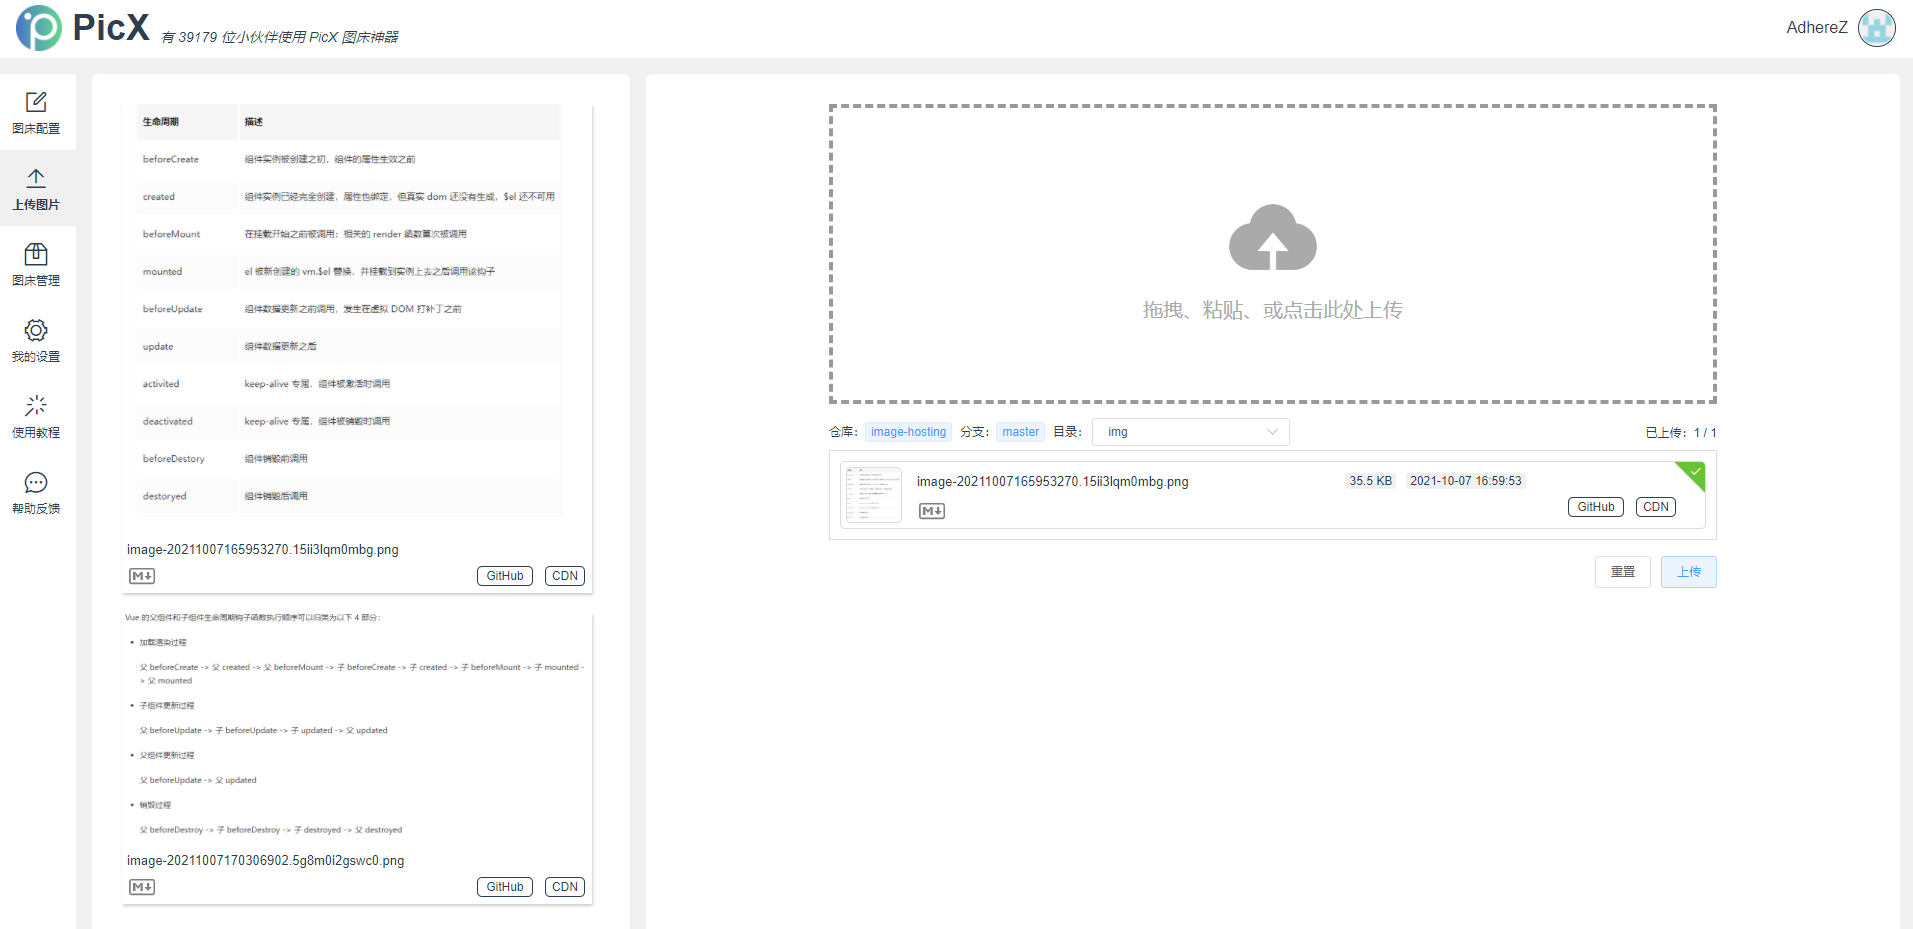 PicX
有 39179 位小伙伴使用 PicX 图床神器
AdhereZ
图床配置
上传图片
图床管理
我的设置
使用教程
帮助反馈
生命周期 描述
beforeCreate 组件实例被创建之初，组件的属性生效之前
created 组件实例已经完全创建，属性也绑定，但真实 dom 还没有生成，$el 还不可用
beforeMount 在挂载开始之前被调用：相关的 render 函数首次被调用
mounted el 被新创建的 vm.$el 替换，并挂载到实例上去之后调用该钩子
beforeUpdate 组件数据更新之前调用，发生在虚拟 DOM 打补丁之前
update 组件数据更新之后
activited keep-alive 专属，组件被激活时调用
deactivated keep-alive 专属，组件被销毁时调用
beforeDestory 组件销毁前调用
destoryed 组件销毁后调用
image-20211007165953270.15ii3lqm0mbg.png
M↓ GitHub CDN
Vue 的父组件和子组件生命周期钩子函数执行顺序可以归类为以下 4 部分：
• 加载渲染过程
父 beforeCreate -> 父 created -> 父 beforeMount -> 子 beforeCreate -> 子 created -> 子 beforeMount -> 子 mounted -
> 父 mounted
• 子组件更新过程
父 beforeUpdate -> 子 beforeUpdate -> 子 updated -> 父 updated
• 父组件更新过程
父 beforeUpdate -> 父 updated
• 销毁过程
父 beforeDestroy -> 子 beforeDestroy -> 子 destroyed -> 父 destroyed
image-20211007170306902.5g8m0i2gswc0.png
M↓ GitHub CDN
拖拽、粘贴、或点击此处上传
仓库： image-hosting 分支： master 目录： img 已上传：1 / 1
image-20211007165953270.15ii3lqm0mbg.png 35.5 KB 2021-10-07 16:59:53
M↓ GitHub CDN
重置 上传